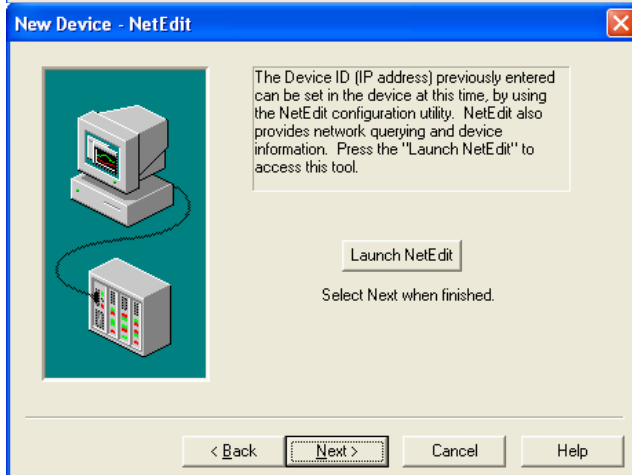 New Device - NetEdit
The Device ID (IP address) previously entered
can be set in the device at this time, by using
the NetEdit configuration utility.  NetEdit also
provides network querying and device
information.  Press the "Launch NetEdit" to
access this tool.
Launch NetEdit
Select Next when finished.
< Back
Next >
Cancel
Help